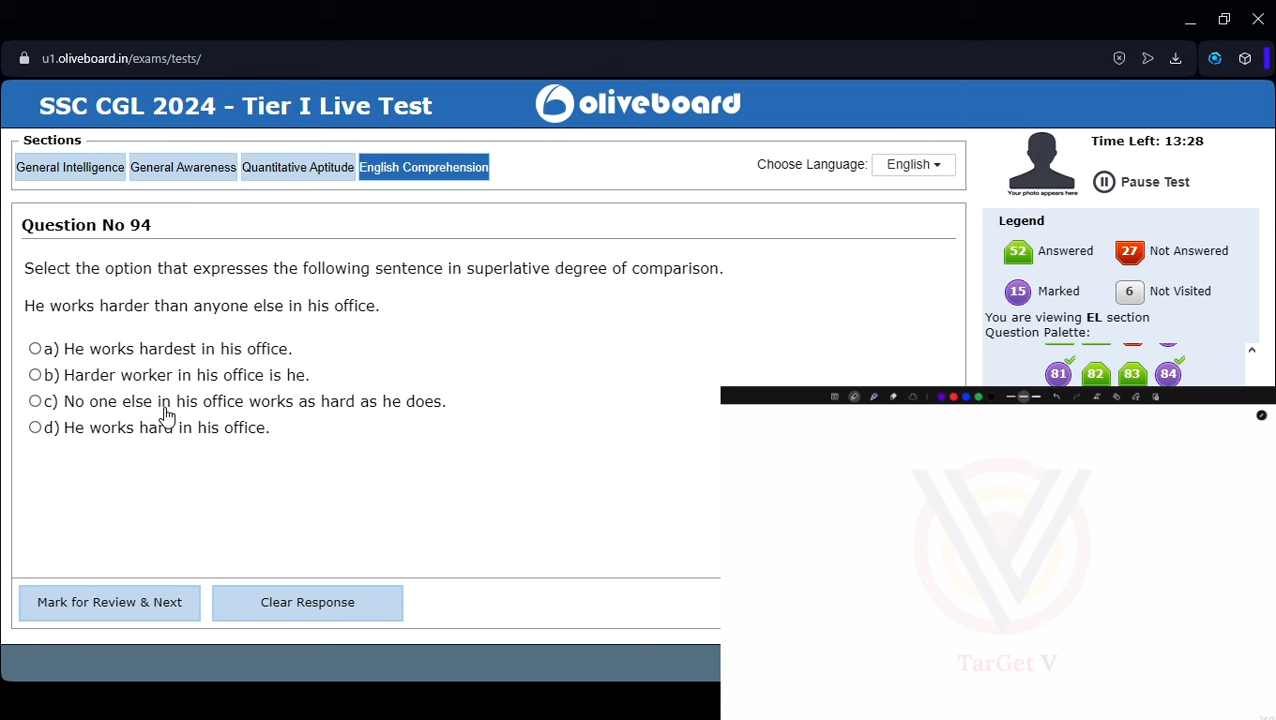 u1.oliveboard.in/exams/tests/
SSC CGL 2024 - Tier I Live Test
oliveboard
Sections
General Intelligence
General Awareness
Quantitative Aptitude
English Comprehension
Choose Language:
English
Time Left: 13:28
Your photo appears here
Pause Test
Question No 94
Select the option that expresses the following sentence in superlative degree of comparison.
He works harder than anyone else in his office.
a) He works hardest in his office.
b) Harder worker in his office is he.
c) No one else in his office works as hard as he does.
d) He works hard in his office.
Mark for Review & Next
Clear Response
Legend
52 Answered
27 Not Answered
15 Marked
6 Not Visited
You are viewing EL section
Question Palette:
81 82 83 84
TarGet V